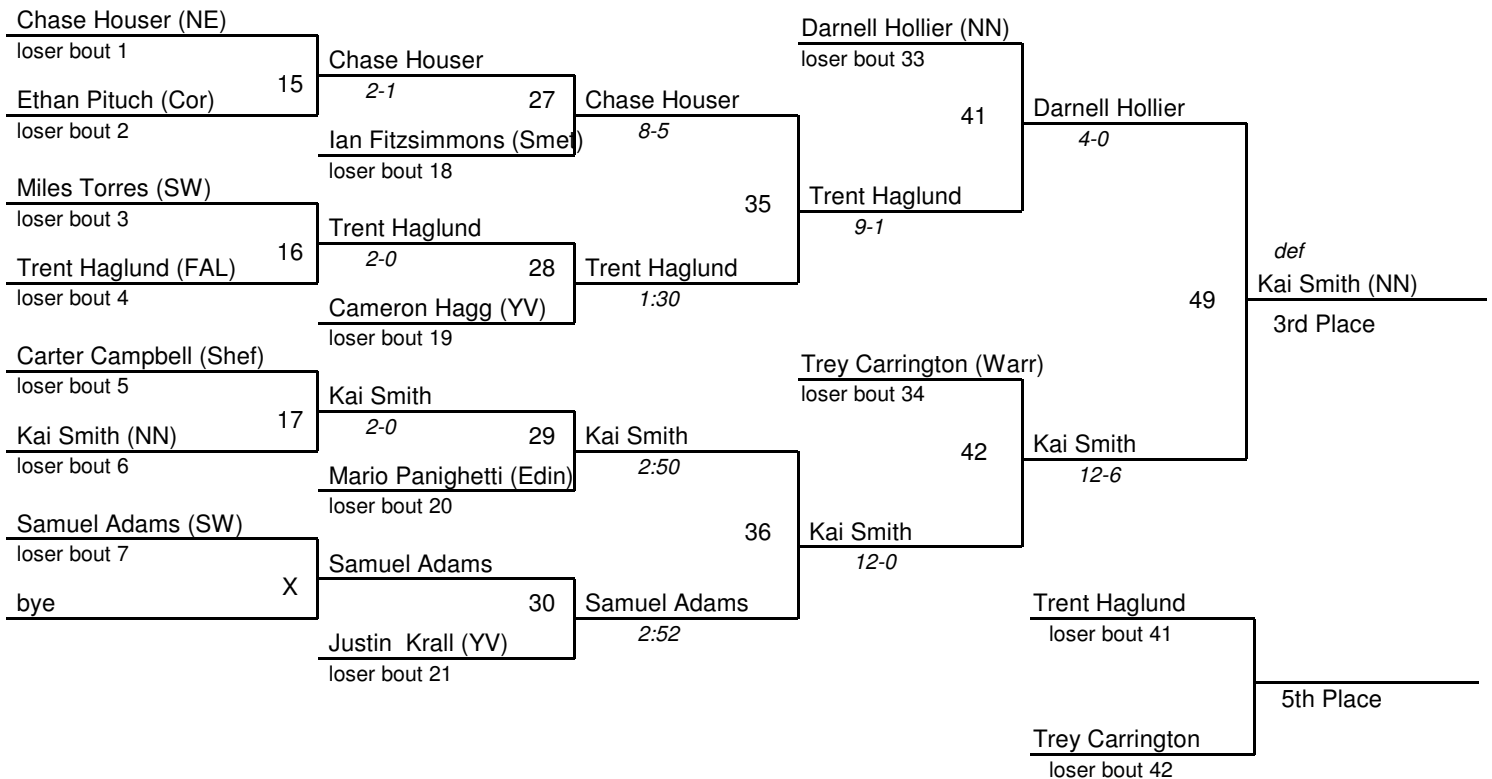 Chase Houser (NE)
loser bout 1
15
Ethan Pituch (Cor)
loser bout 2
Miles Torres (SW)
loser bout 3
16
Trent Haglund (FAL)
loser bout 4
Carter Campbell (Shef)
loser bout 5
17
Kai Smith (NN)
loser bout 6
Samuel Adams (SW)
loser bout 7
X
bye
Chase Houser
2-1
27
Ian Fitzsimmons (Smet)
loser bout 18
Trent Haglund
2-0
28
Cameron Hagg (YV)
loser bout 19
Kai Smith
2-0
29
Mario Panighetti (Edin)
loser bout 20
Samuel Adams
30
Justin  Krall (YV)
loser bout 21
Chase Houser
8-5
35
Trent Haglund
1:30
Kai Smith
2:50
36
Samuel Adams
2:52
Darnell Hollier (NN)
loser bout 33
41
Trent Haglund
9-1
Trey Carrington (Warr)
loser bout 34
42
Kai Smith
12-0
Darnell Hollier
4-0
49
Kai Smith
12-6
def
Kai Smith (NN)
3rd Place
Trent Haglund
loser bout 41
5th Place
Trey Carrington
loser bout 42